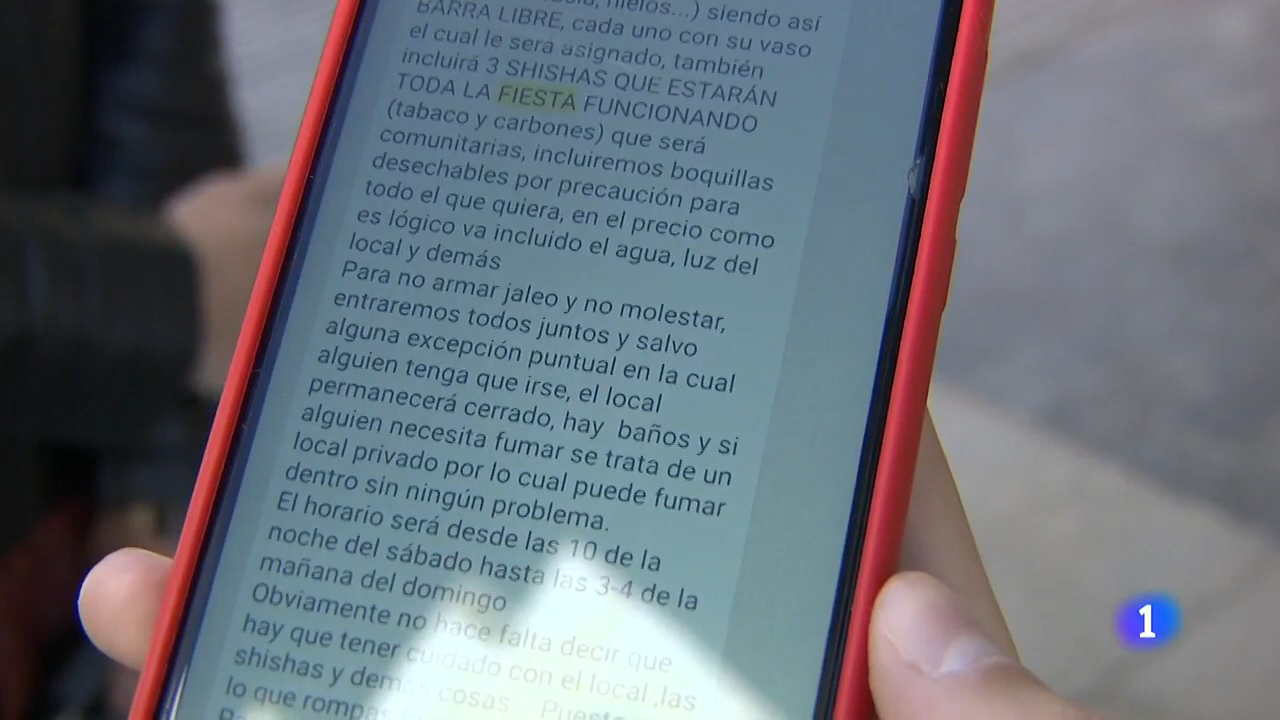 hielos...) siendo así
BARRA LIBRE, cada uno con su vaso
el cual le sera asignado, también
incluirá 3 SHISHAS QUE ESTARÁN
TODA LA FIESTA FUNCIONANDO
(tabaco y carbones) que será
comunitarias, incluiremos boquillas
desechables por precaución para
todo el que quiera, en el precio como
es lógico va incluido el agua, luz del
local y demás
Para no armar jaleo y no molestar,
entraremos todos juntos y salvo
alguna excepción puntual en la cual
alguien tenga que irse, el local
permanecerá cerrado, hay baños y si
alguien necesita fumar se trata de un
local privado por lo cual puede fumar
dentro sin ningún problema.
El horario será desde las 10 de la
noche del sábado hasta las 3-4 de la
mañana del domingo
Obviamente no hace falta decir que
hay que tener cuidado con el local ,las
shishas y demás cosas
lo que rompas
1